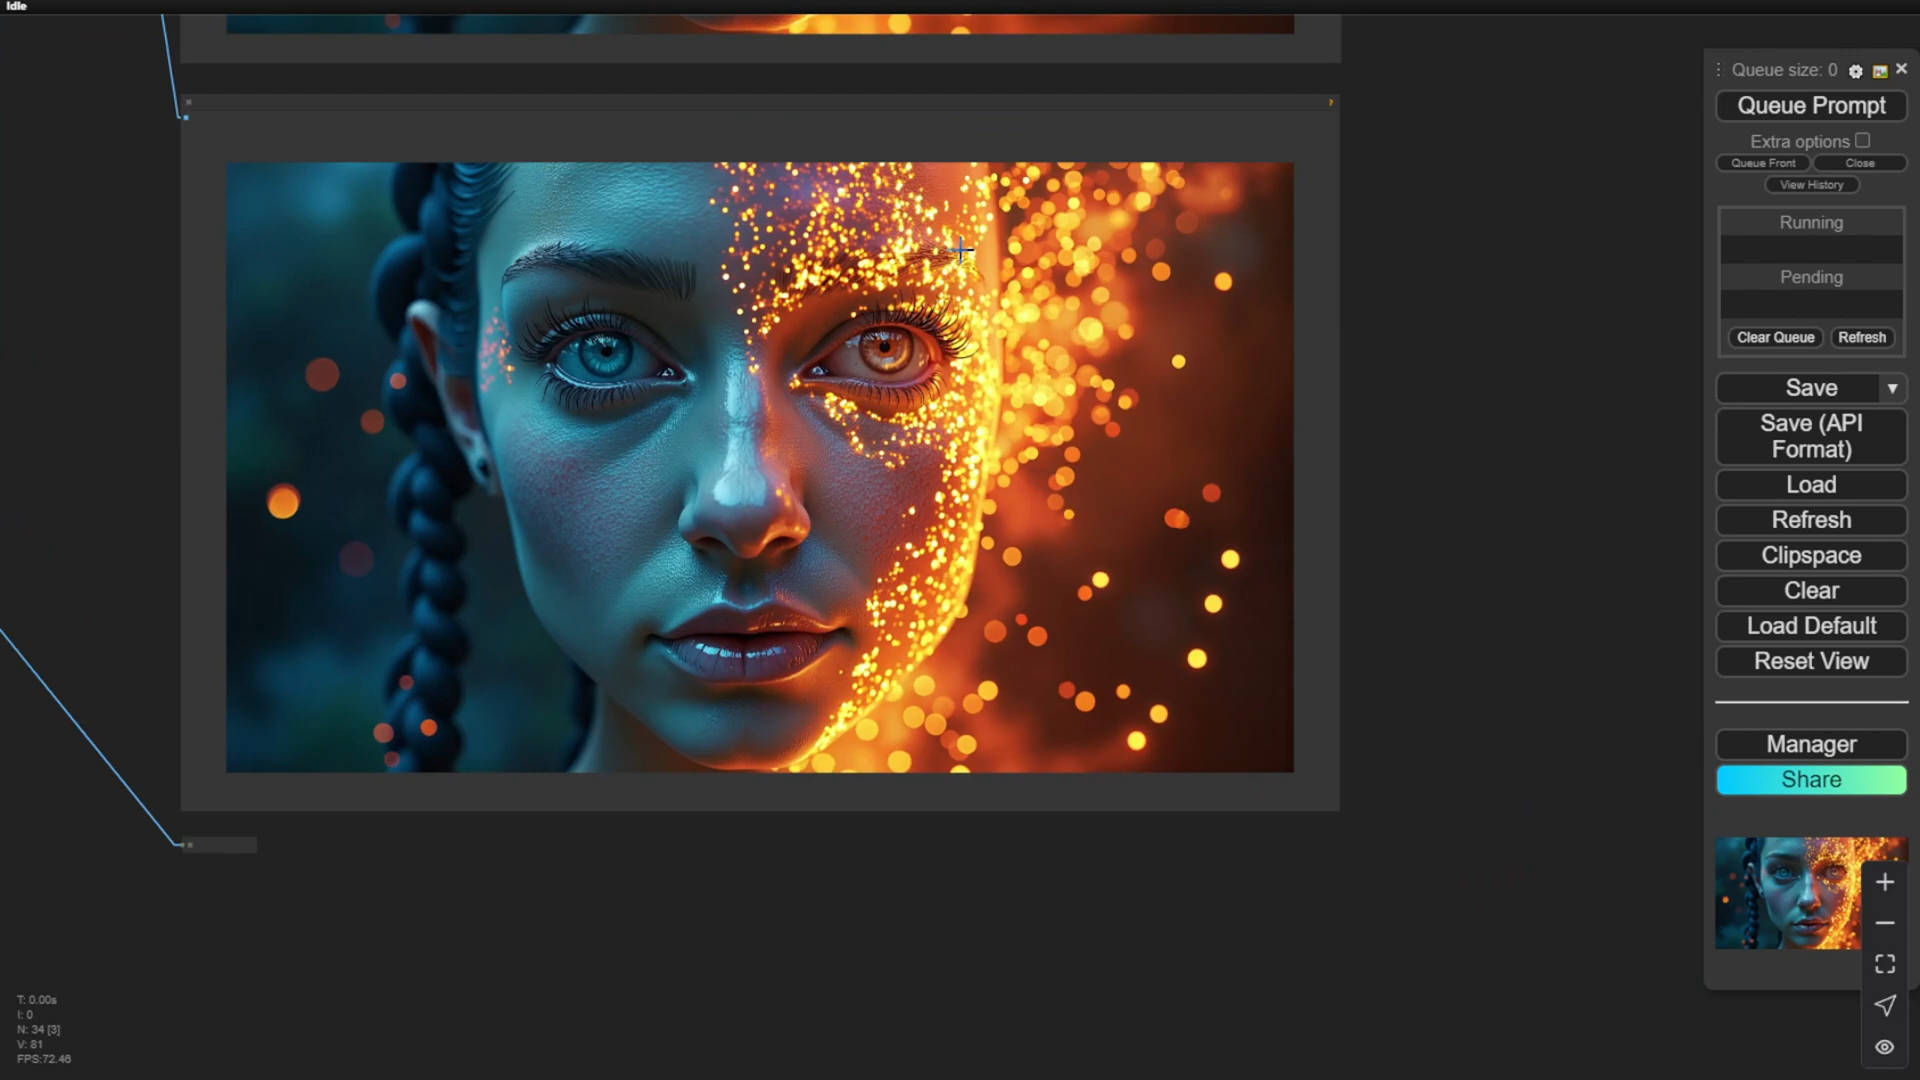 Idle
Queue size: 0
Queue Prompt
Extra options
Queue Front
Close
View History
Running
Pending
Clear Queue
Refresh
Save
Save (API
Format)
Load
Refresh
Clipspace
Clear
Load Default
Reset View
Manager
Share
T: 0.00s
I: 0
N: 34 [3]
V: 81
FPS:72.46